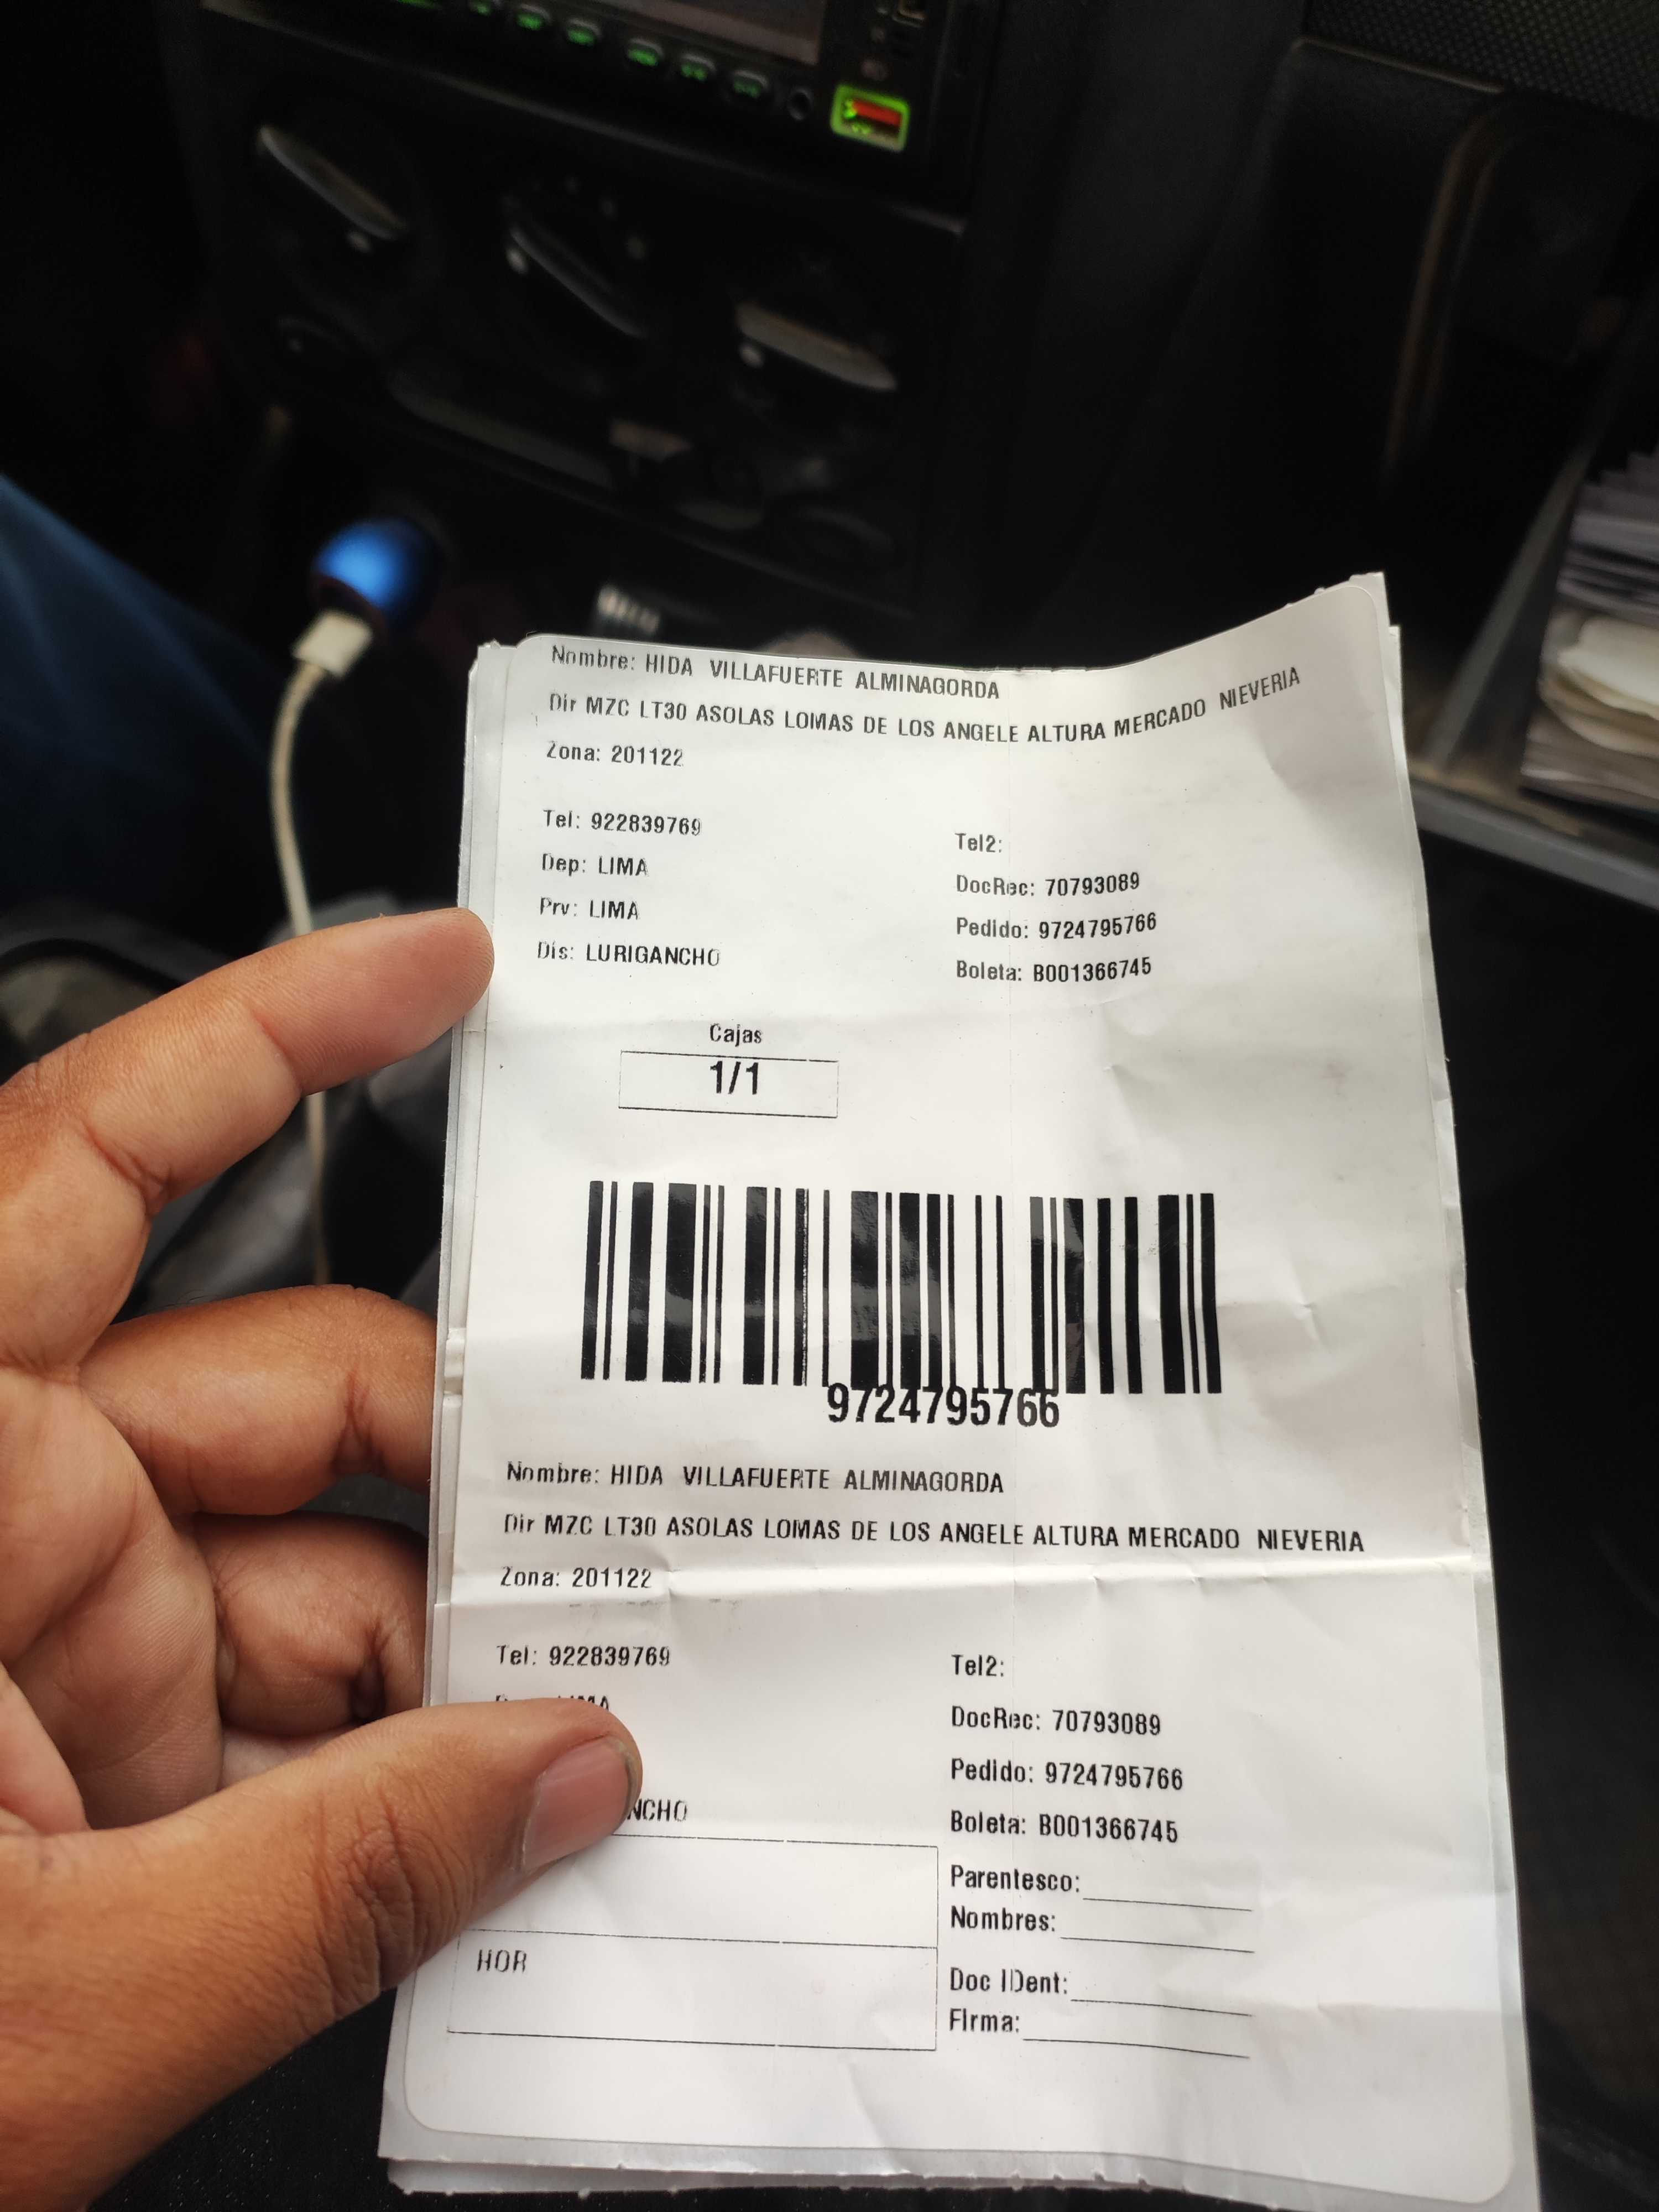 Nombre: HIDA VILLAFUERTE ALMINAGORDA
Dir MZC LT30 ASOLAS LOMAS DE LOS ANGELE ALTURA MERCADO NIEVERIA
Zona: 201122
Tel: 922839769
Tel2:
Dep: LIMA
DocRec: 70793089
Prv: LIMA
Pedido: 9724795766
Dis: LURIGANCHO
Boleta: B001366745
Cajas
1/1
9724795766
Nombre: HIDA VILLAFUERTE ALMINAGORDA
Dir MZC LT30 ASOLAS LOMAS DE LOS ANGELE ALTURA MERCADO NIEVERIA
Zona: 201122
Tel: 922839769
Tel2:
DocRec: 70793089
Pedido: 9724795766
NCHO
Boleta: B001366745
Parentesco:
Nombres:
HOR
Doc IDent:
FIrma: